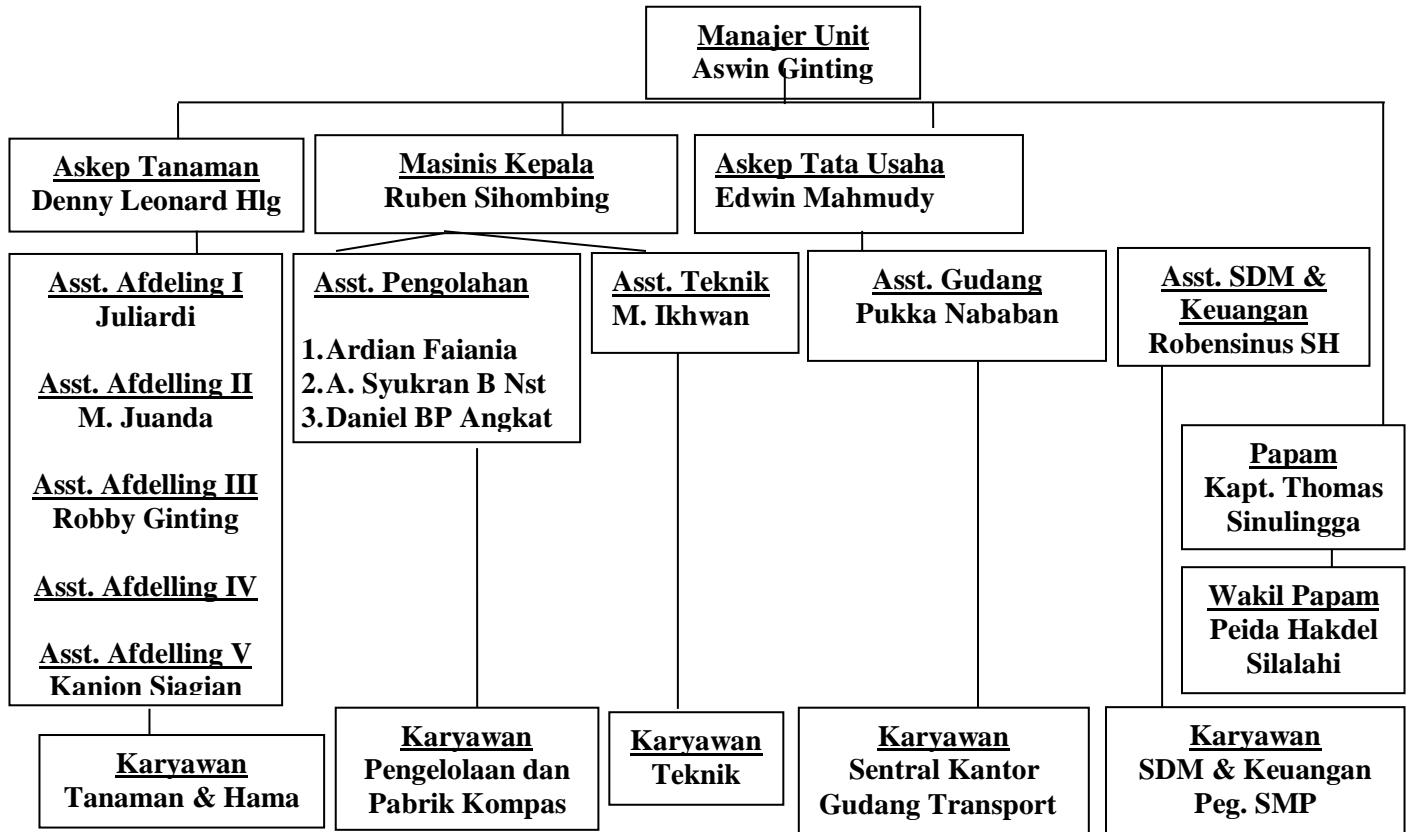 Manajer Unit
Aswin Ginting
Askep Tanaman
Denny Leonard Hlg
Masinis Kepala
Ruben Sihombing
Askep Tata Usaha
Edwin Mahmudy
Asst. Afdeling I
Juliardi
Asst. Afdelling II
M. Juanda
Asst. Afdelling III
Robby Ginting
Asst. Afdelling IV
Asst. Afdelling V
Kanion Siagian
Asst. Pengolahan
1.Ardian Faiania
2.A. Syukran B Nst
3.Daniel BP Angkat
Asst. Teknik
M. Ikhwan
Asst. Gudang
Pukka Nababan
Asst. SDM &
Keuangan
Robensinus SH
Papam
Kapt. Thomas
Sinulingga
Wakil Papam
Peida Hakdel
Silalahi
Karyawan
Tanaman & Hama
Karyawan
Pengelolaan dan
Pabrik Kompas
Karyawan
Teknik
Karyawan
Sentral Kantor
Gudang Transport
Karyawan
SDM & Keuangan
Peg. SMP